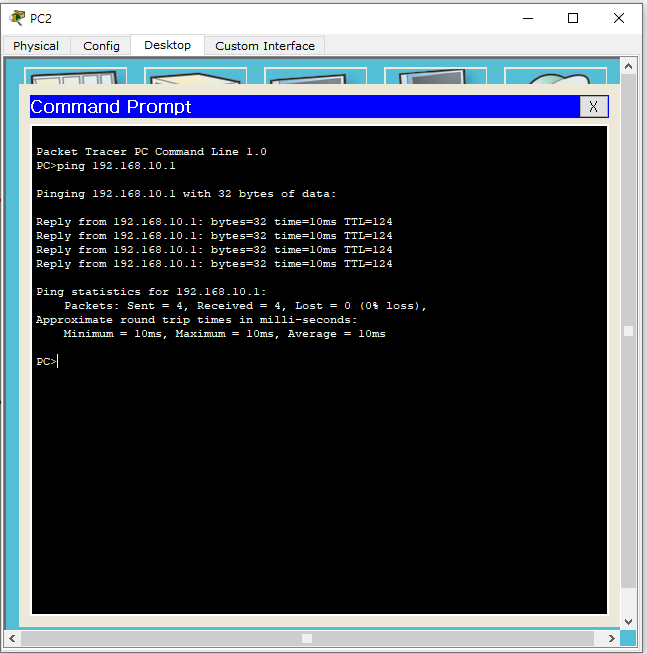 PC2
Physical Config Desktop Custom Interface
Command Prompt X
Packet Tracer PC Command Line 1.0
PC>ping 192.168.10.1
Pinging 192.168.10.1 with 32 bytes of data:
Reply from 192.168.10.1: bytes=32 time=10ms TTL=124
Reply from 192.168.10.1: bytes=32 time=10ms TTL=124
Reply from 192.168.10.1: bytes=32 time=10ms TTL=124
Reply from 192.168.10.1: bytes=32 time=10ms TTL=124
Ping statistics for 192.168.10.1:
Packets: Sent = 4, Received = 4, Lost = 0 (0% loss),
Approximate round trip times in milli-seconds:
Minimum = 10ms, Maximum = 10ms, Average = 10ms
PC>